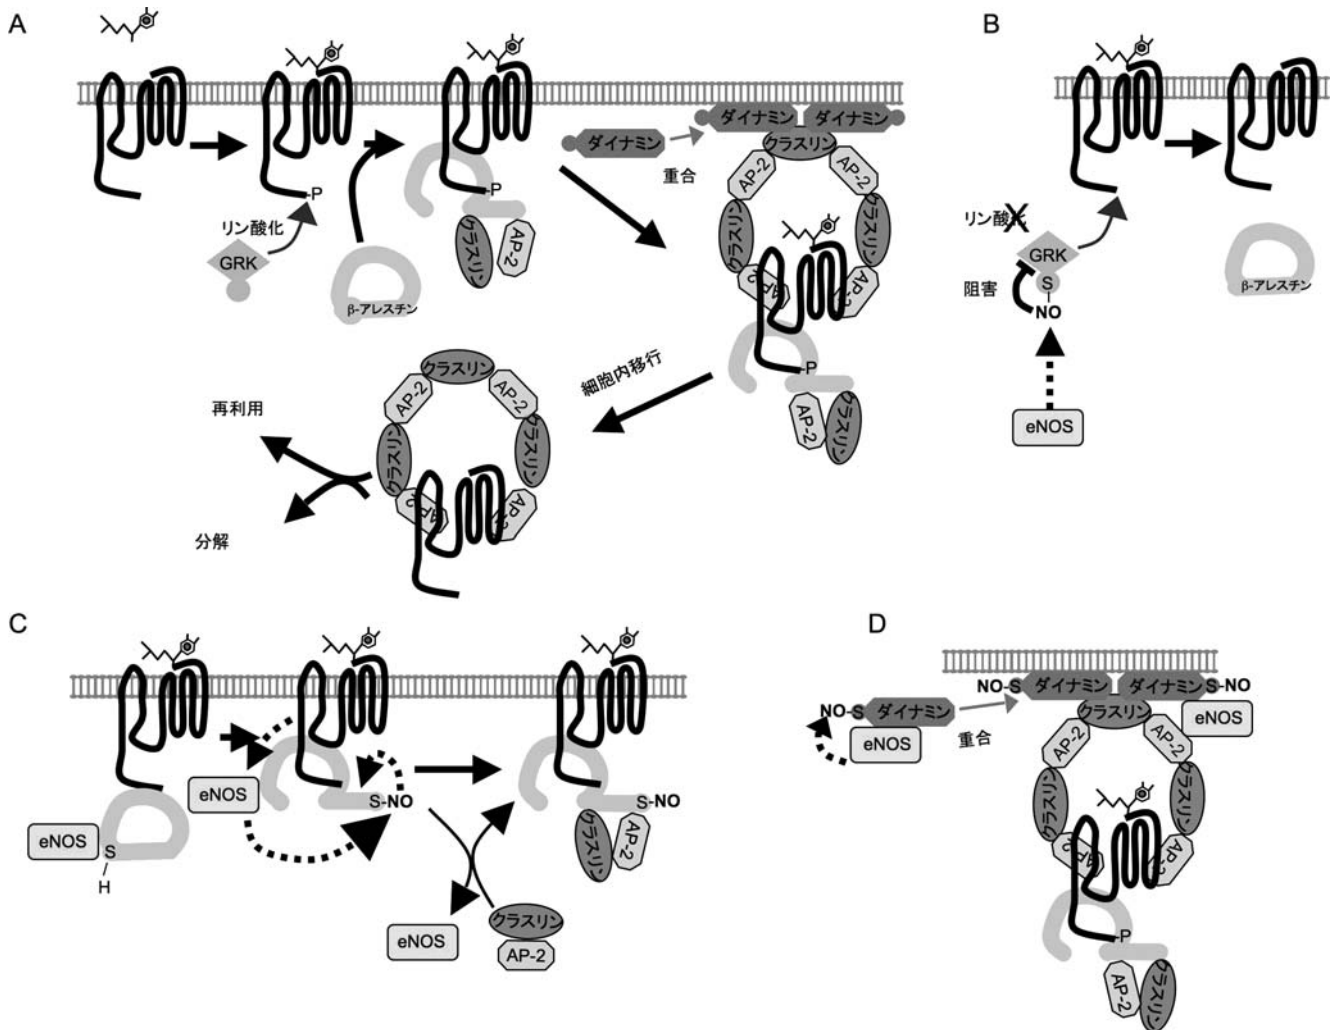 A
ダイナミン
ダイナミン
ダイナミン
重合
クラスリン
AP-2
AP-2
クラスリン
クラスリン
AP-2
AP-2
P
リン酸化
GRK
β-アレスチン
P
クラスリン
AP-2
P
AP-2
クラスリン
細胞内移行
クラスリン
AP-2
AP-2
クラスリン
クラスリン
AP-2
AP-2
再利用
分解
B
リン酸化
X
GRK
S
阻害
NO
eNOS
β-アレスチン
C
eNOS
S
H
eNOS
S-NO
eNOS
クラスリン
AP-2
S-NO
クラスリン
AP-2
D
NO-S ダイナミン
eNOS
重合
NO-S ダイナミン
ダイナミン S-NO
eNOS
クラスリン
AP-2
AP-2
クラスリン
クラスリン
AP-2
AP-2
P
AP-2
クラスリン